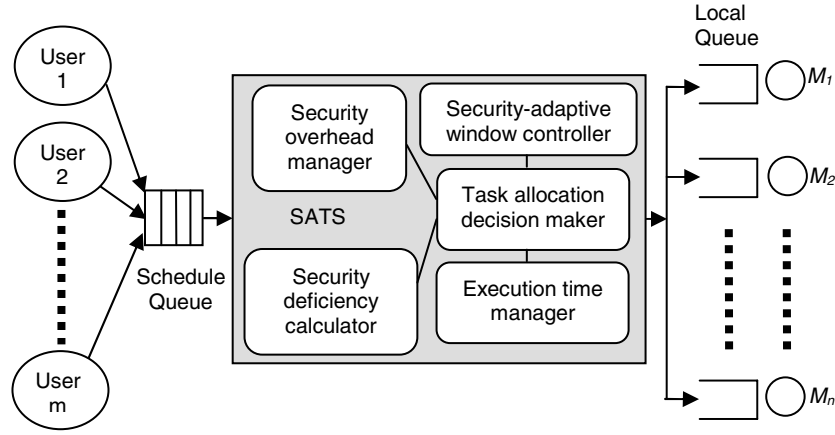 User
1
User
2
User
m
Schedule
Queue
SATS
Security
overhead
manager
Security
deficiency
calculator
Security-adaptive
window controller
Task allocation
decision maker
Execution time
manager
Local
Queue
M1
M2
Mn